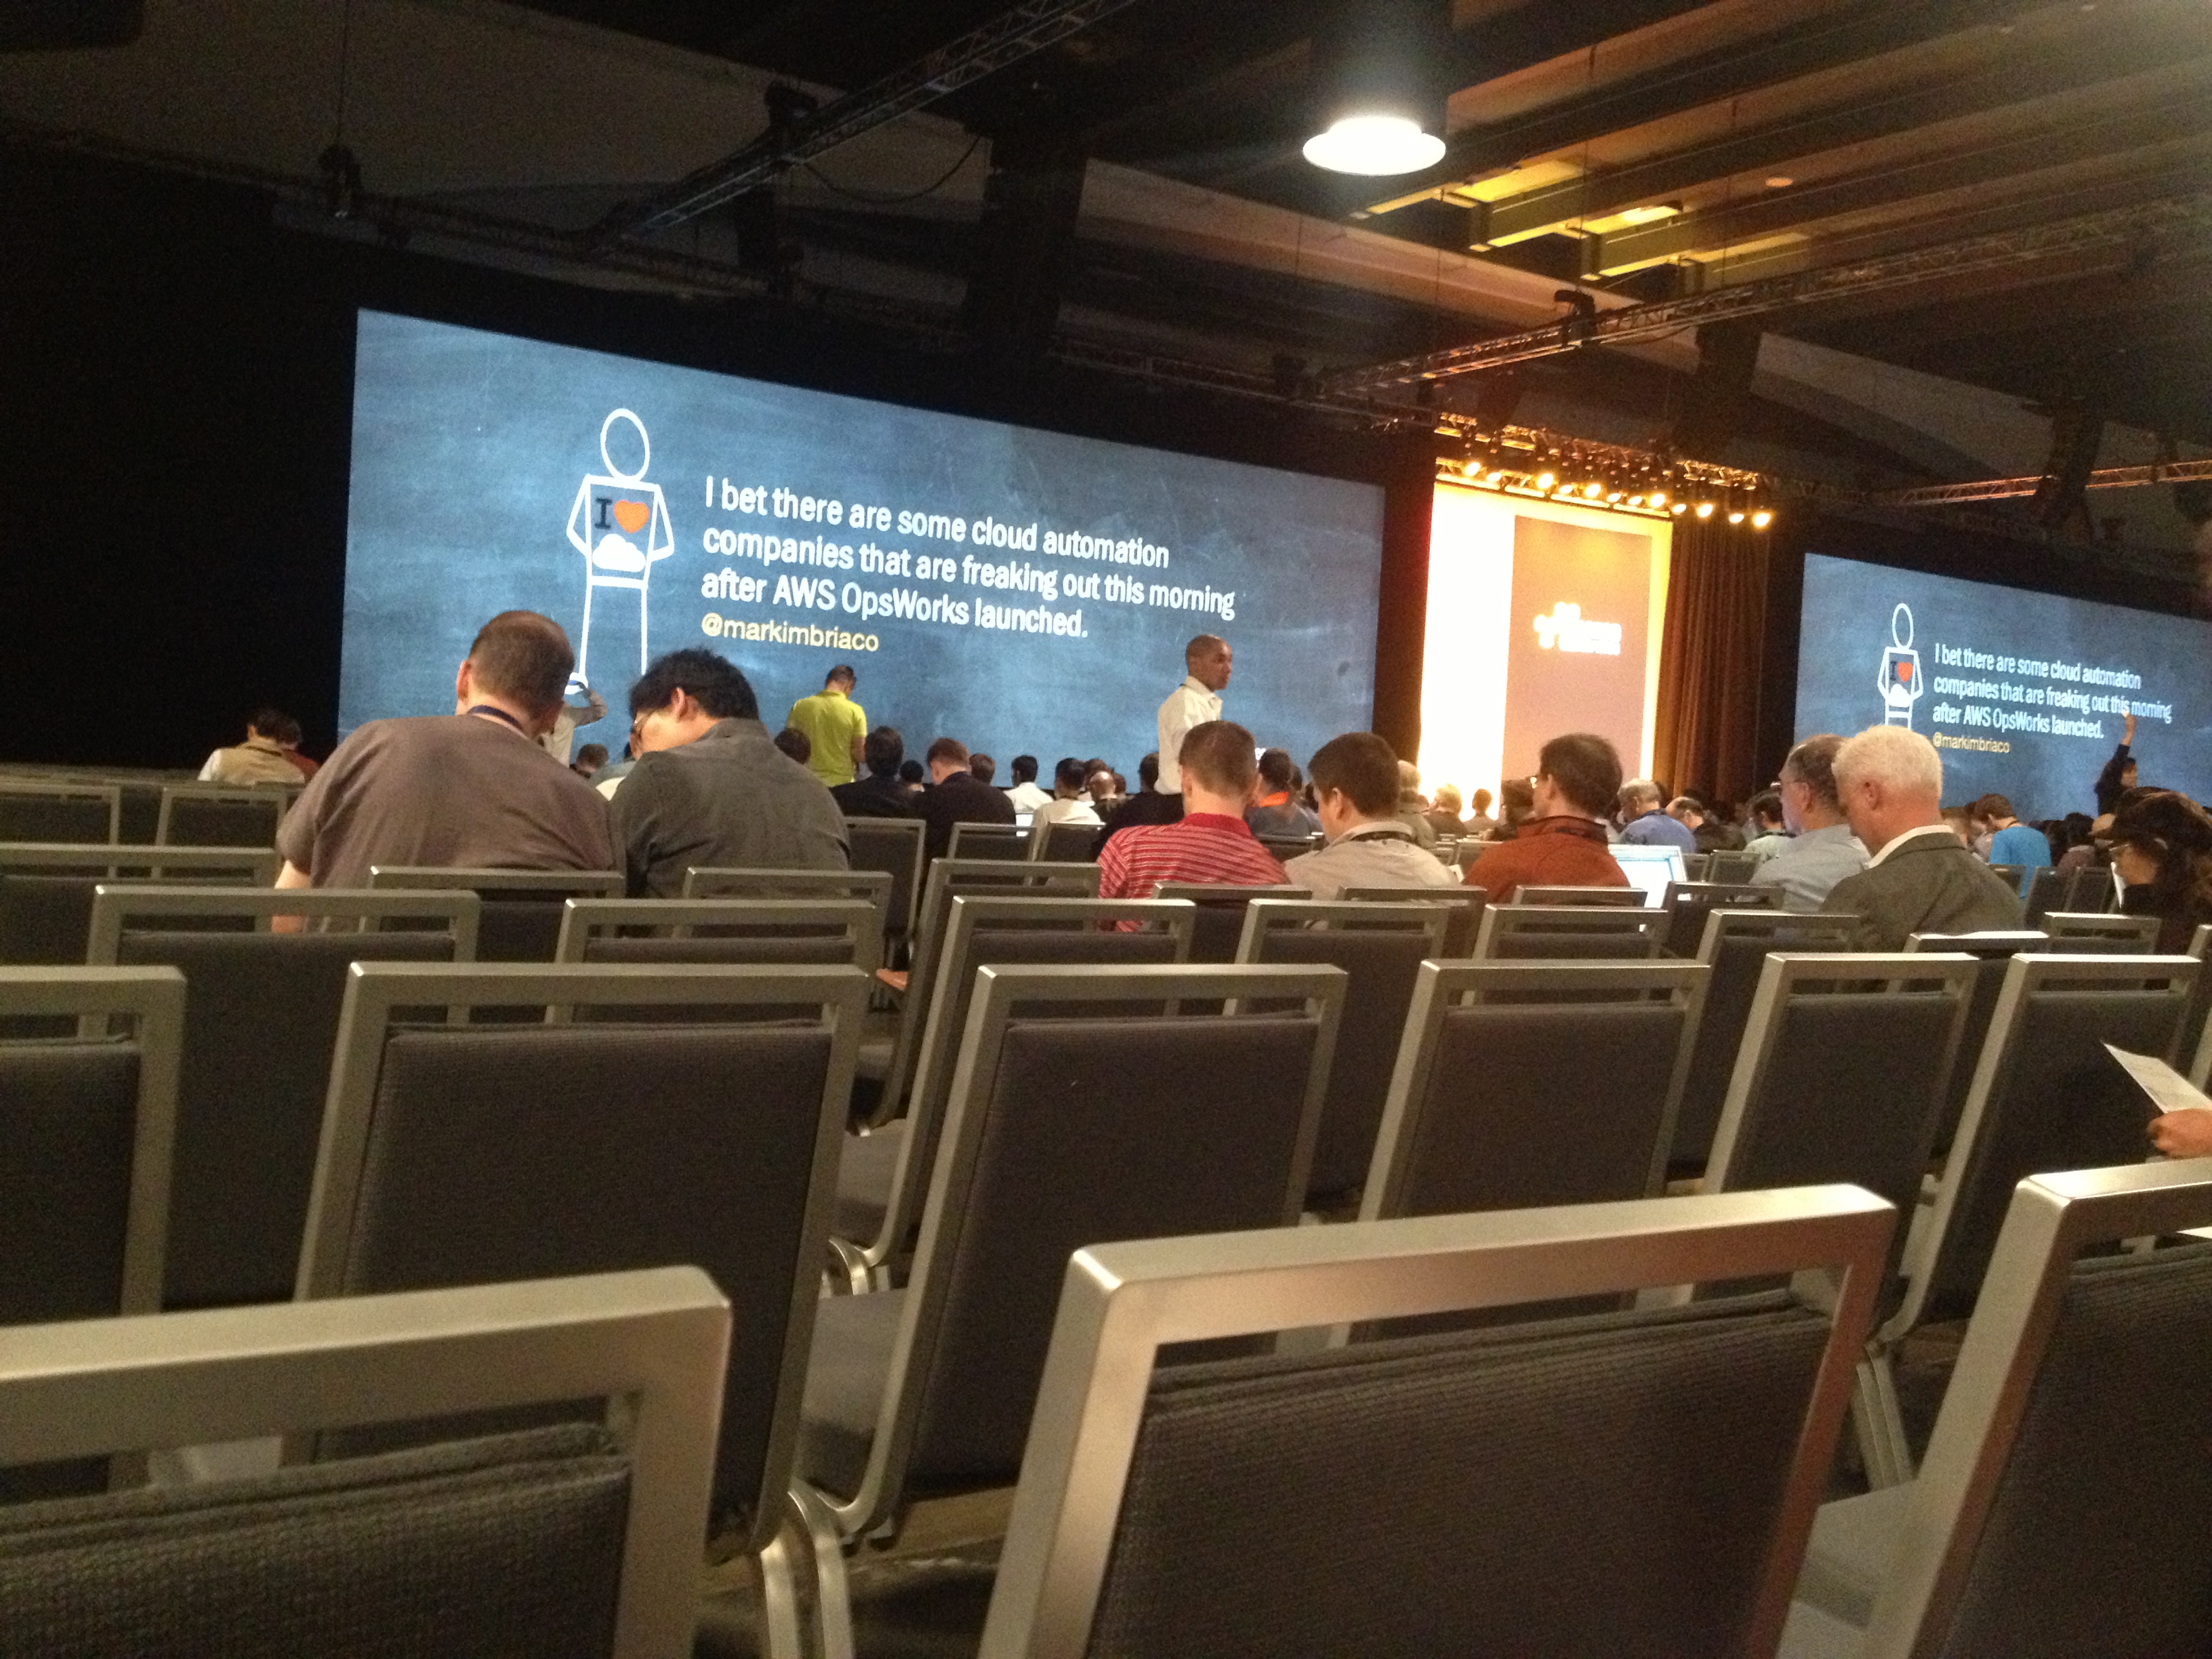 I
I bet there are some cloud automation
companies that are freaking out this morning
after AWS OpsWorks launched.
@markimbriaco
I
I bet there are some cloud automation
companies that are freaking out this morning
after AWS OpsWorks launched.
@markimbriaco